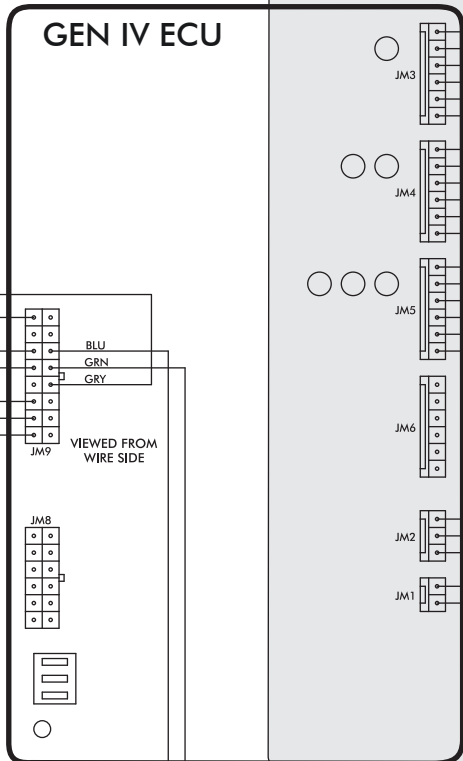 GEN IV ECU
JM3
JM4
JM5
BLU
GRN
GRY
JM6
VIEWED FROM
WIRE SIDE
JM9
JM8
JM2
JM1